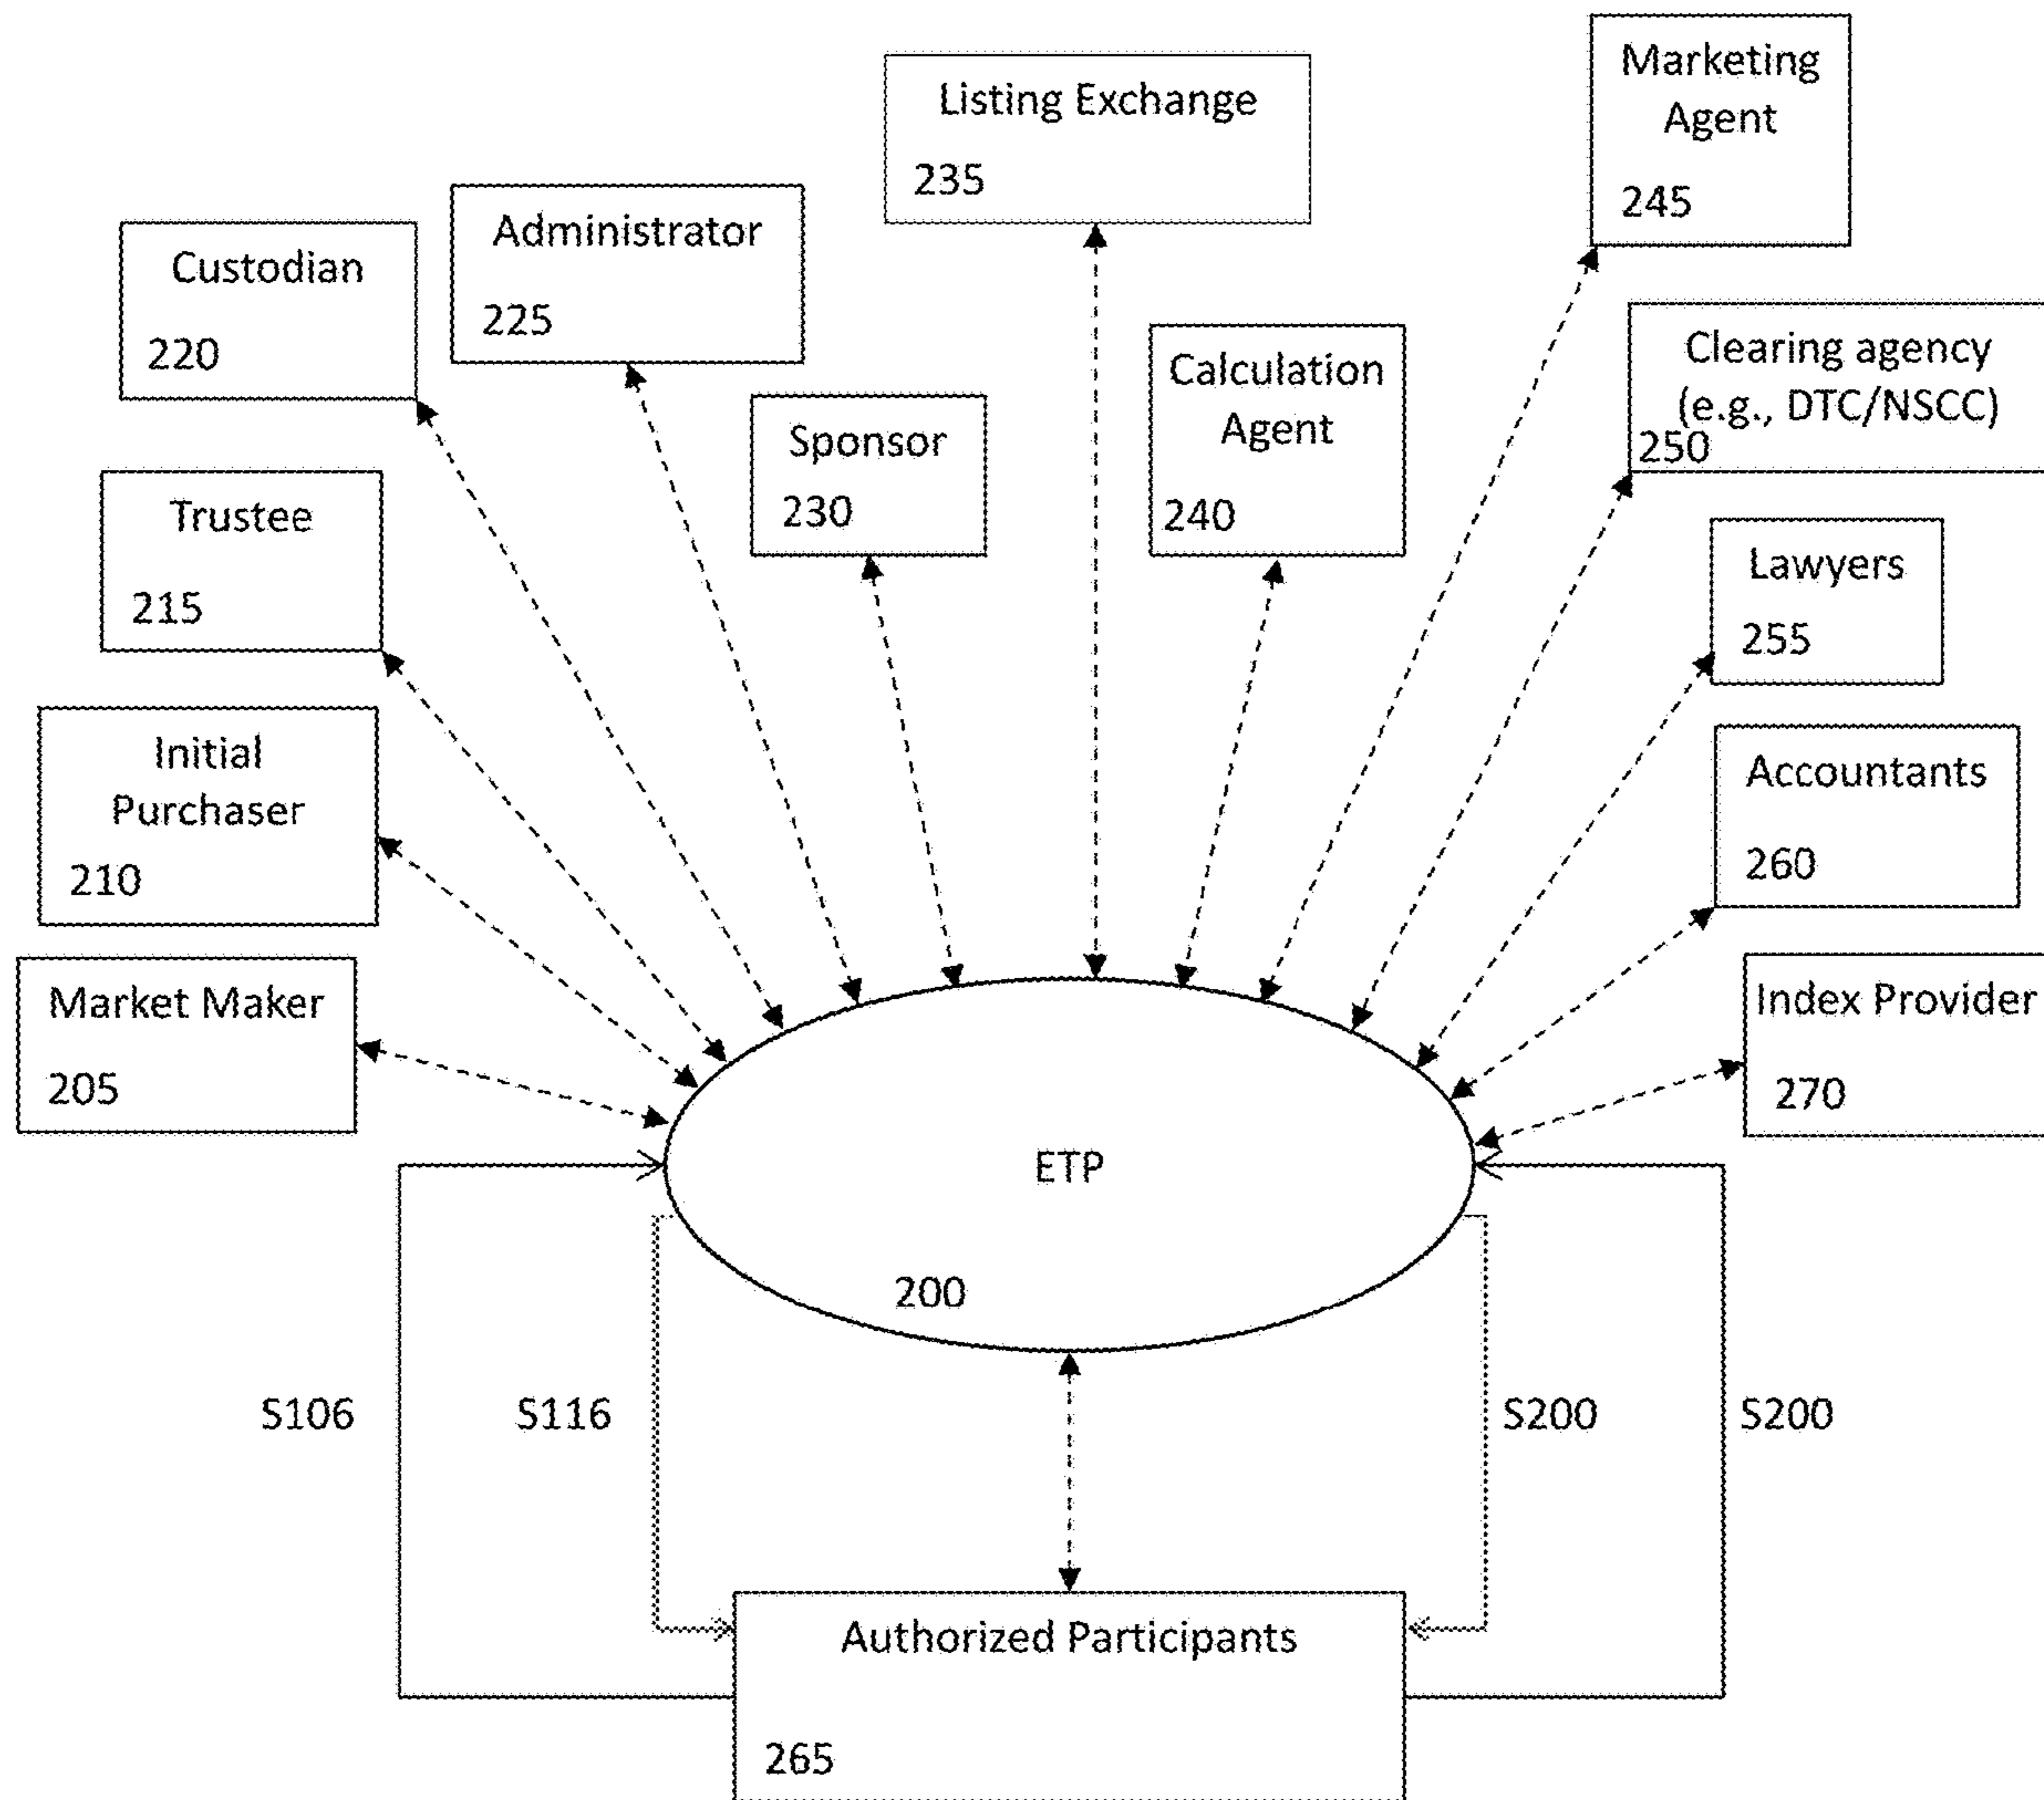 Marketing
Agent
245
Listing Exchange
235
Administrator
225
Custodian
220
Calculation
Agent
240
Clearing agency
(e.g., DTC/NSCC)
250
Sponsor
230
Trustee
215
Lawyers
255
Initial
Purchaser
210
Accountants
260
Market Maker
205
Index Provider
270
ETP
200
S106
S116
S200
S200
Authorized Participants
265